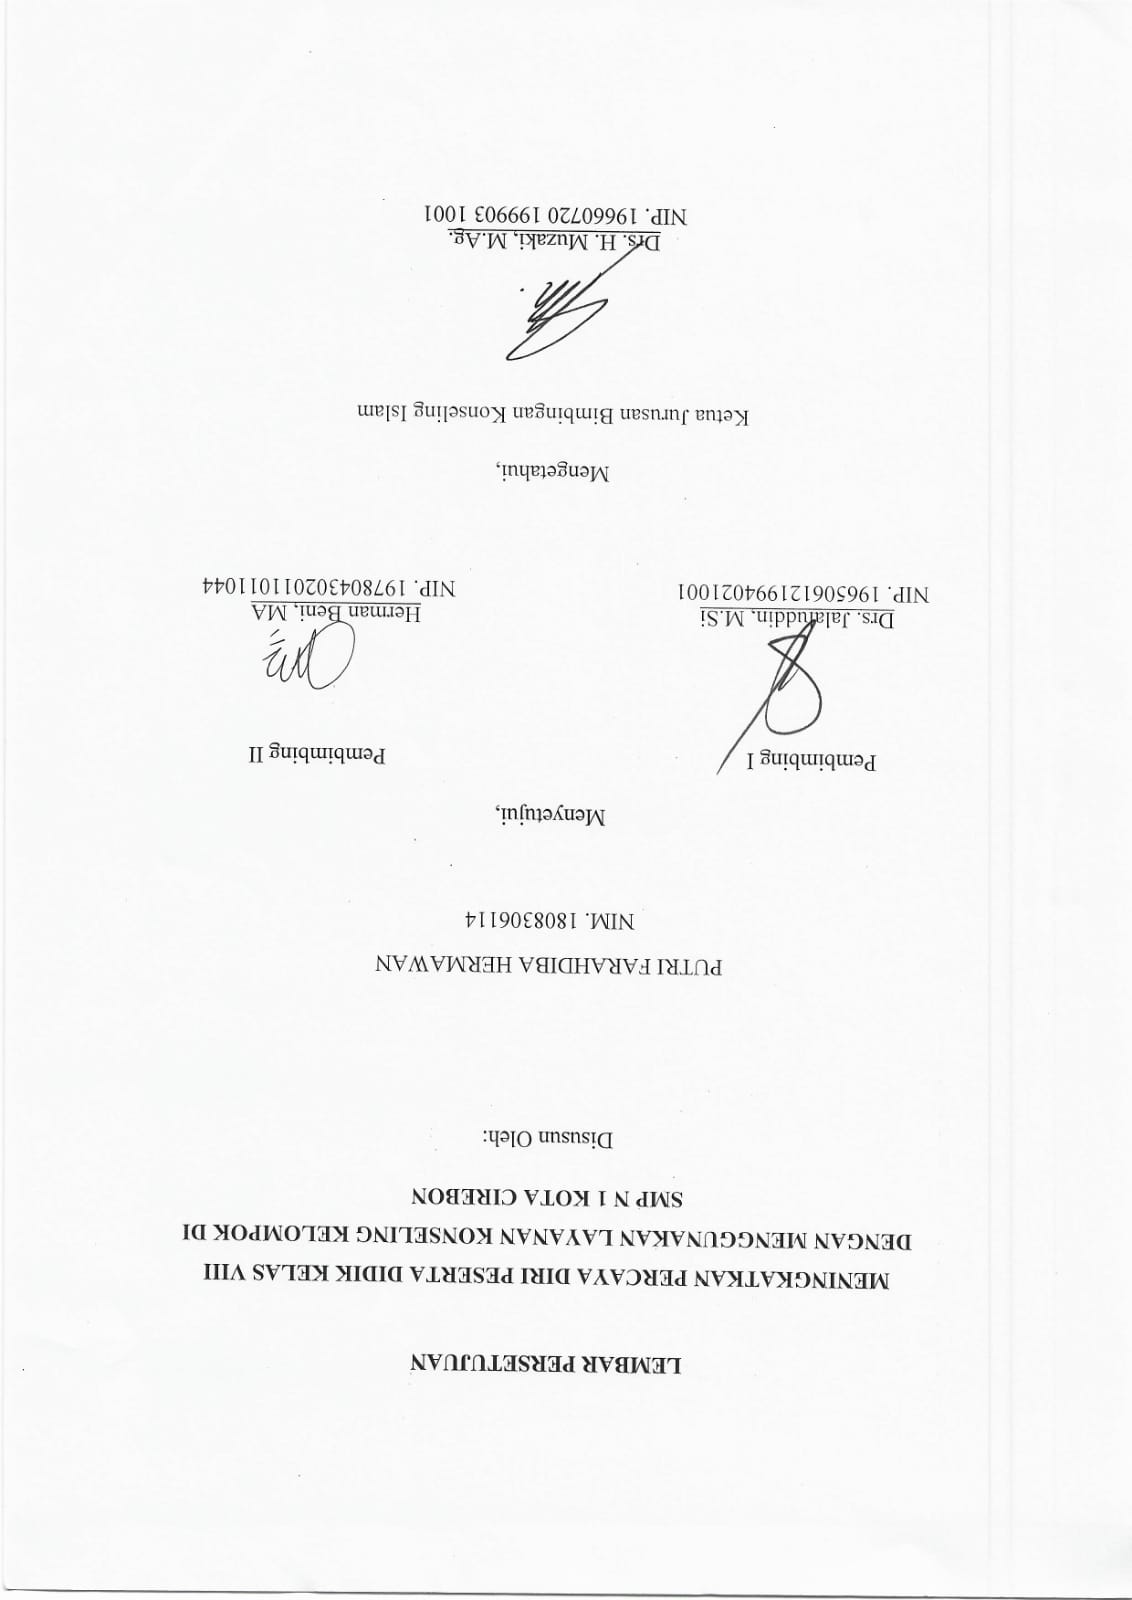 LEMBAR PERSETUJUAN
MENINGKATKAN PERCAYA DIRI PESERTA DIDIK KELAS VIII
DENGAN MENGGUNAKAN LAYANAN KONSELING KELOMPOK DI
SMP N 1 KOTA CIREBON
Disusun Oleh:
PUTRI FARAHDIBA HERMAWAN
NIM. 1808306114
Menyetujui,
Pembimbing I
Pembimbing II
Drs. Jalaluddin, M.Si
NIP. 196506121994021001
Herman Beni, MA
NIP. 197804302011011044
Mengetahui,
Ketua Jurusan Bimbingan Konseling Islam
Drs. H. Muzaki, M.Ag.
NIP. 19660720 199903 1001